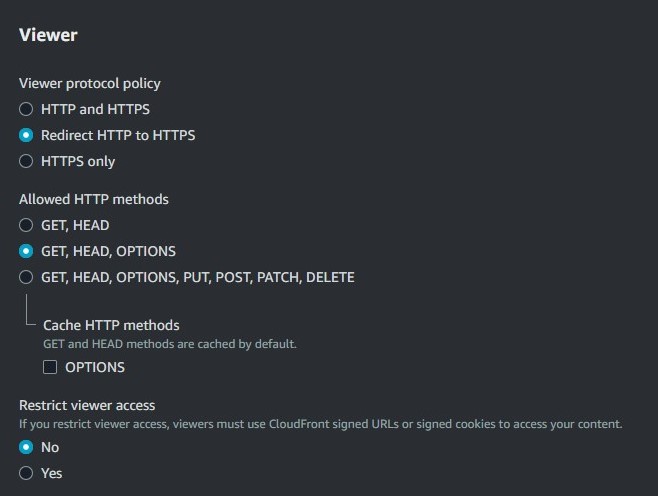 Viewer
Viewer protocol policy
HTTP and HTTPS
Redirect HTTP to HTTPS
HTTPS only
Allowed HTTP methods
GET, HEAD
GET, HEAD, OPTIONS
GET, HEAD, OPTIONS, PUT, POST, PATCH, DELETE
Cache HTTP methods
GET and HEAD methods are cached by default.
OPTIONS
Restrict viewer access
If you restrict viewer access, viewers must use CloudFront signed URLs or signed cookies to access your content.
No
Yes